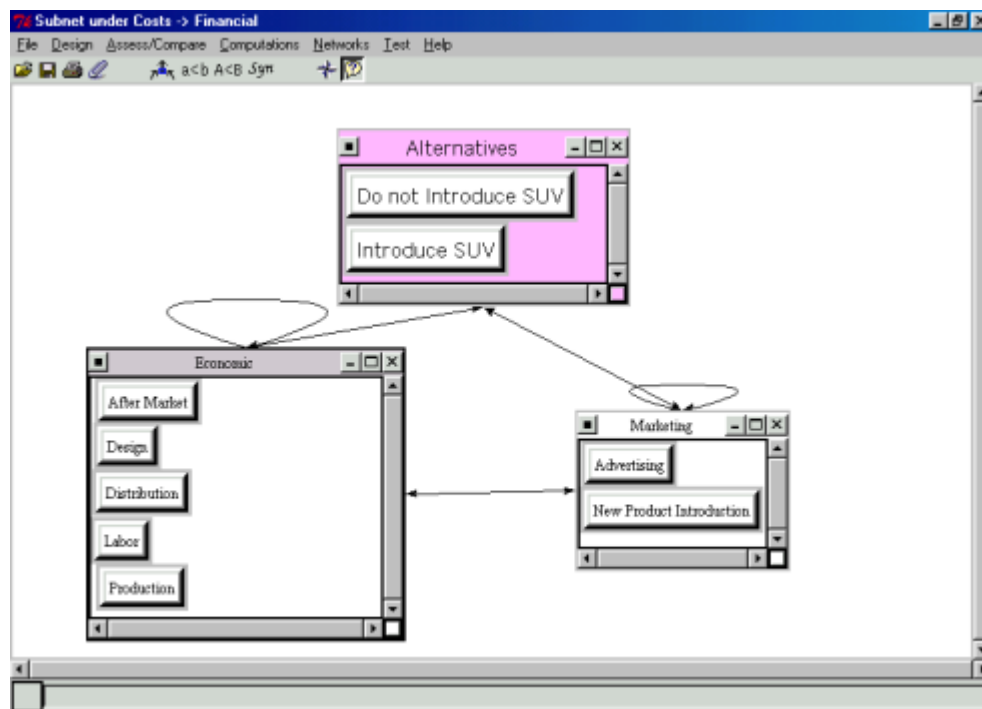 Subnet under Costs -> Financial
File Design Assess/Compare Computations Networks Test Help
a<b A<B Syn
Alternatives
Do not Introduce SUV
Introduce SUV
Economic
After Market
Design
Distribution
Labor
Production
Marketing
Advertising
New Product Introduction